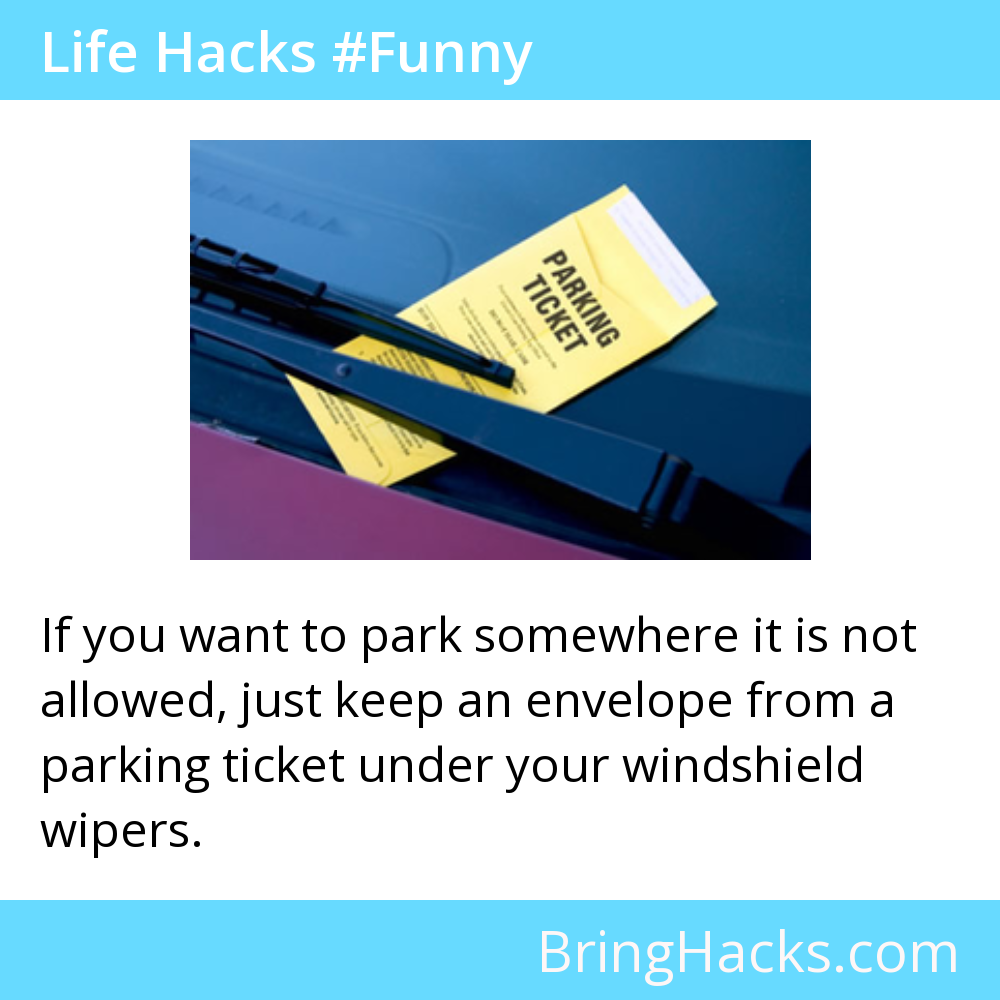 Life Hacks #Funny
PARKING
TICKET
If you want to park somewhere it is not
allowed, just keep an envelope from a
parking ticket under your windshield
wipers.
BringHacks.com